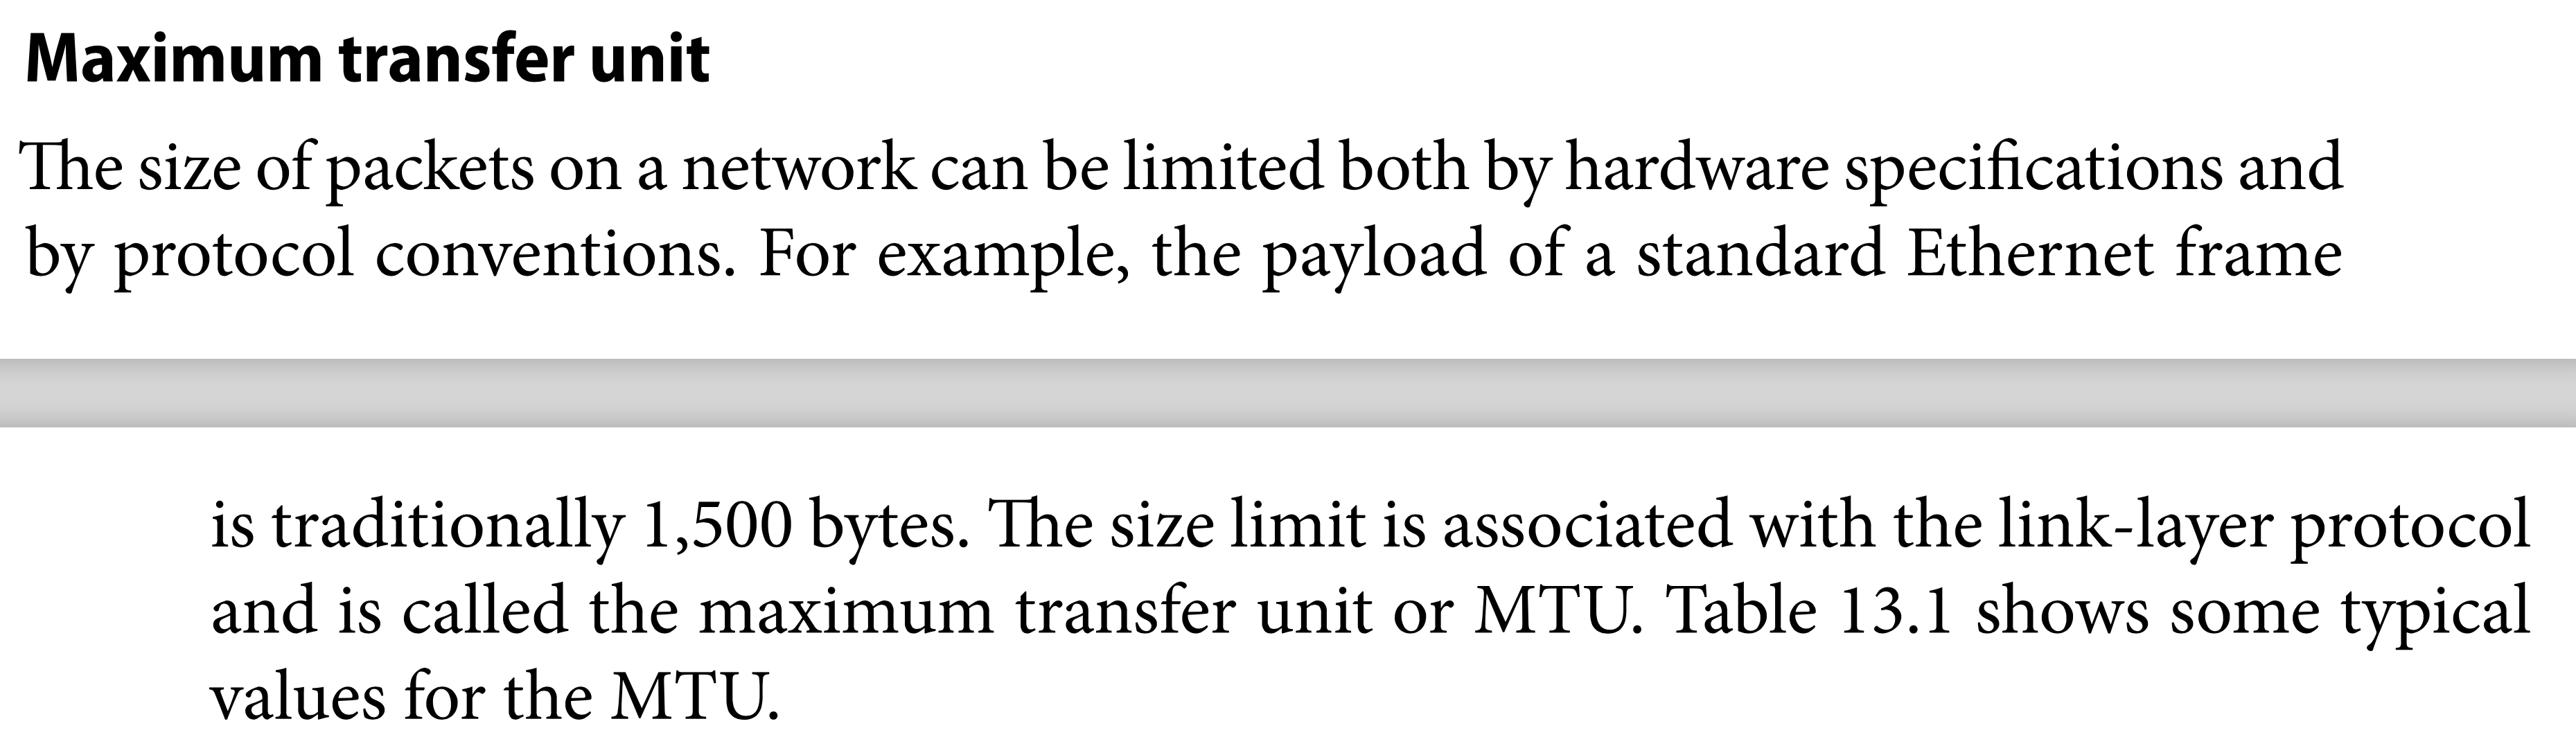 Maximum transfer unit
The size of packets on a network can be limited both by hardware specifications and
by protocol conventions. For example, the payload of a standard Ethernet frame
is traditionally 1,500 bytes. The size limit is associated with the link-layer protocol
and is called the maximum transfer unit or MTU. Table 13.1 shows some typical
values for the MTU.